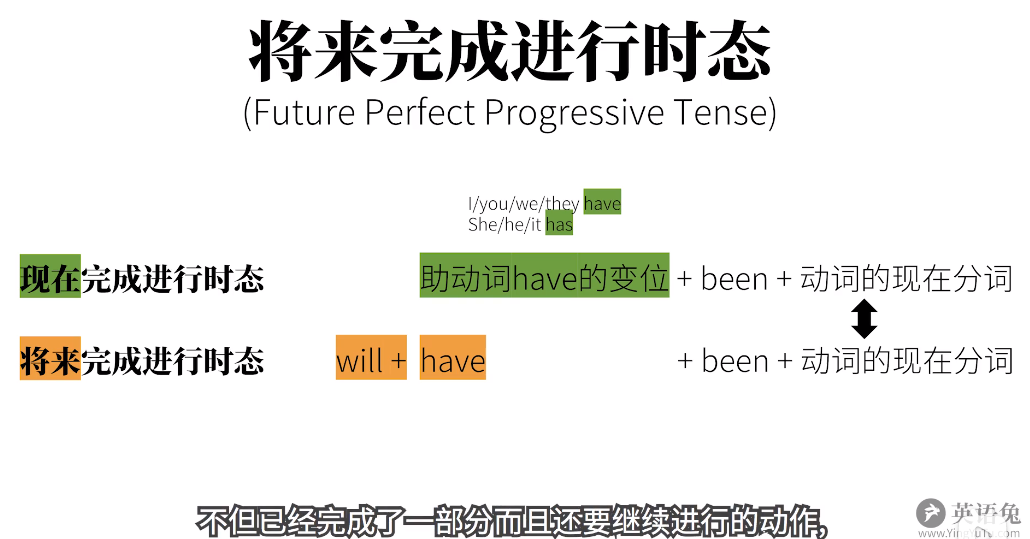 将来完成进行时态
(Future Perfect Progressive Tense)
I/you/we/they have
She/he/it has
现在完成进行时态 助动词have的变位 + been + 动词的现在分词
将来完成进行时态 will + have + been + 动词的现在分词
不但已经完成了一部分而且还要继续进行的动作,
英语兔
www.YingYuTu.com